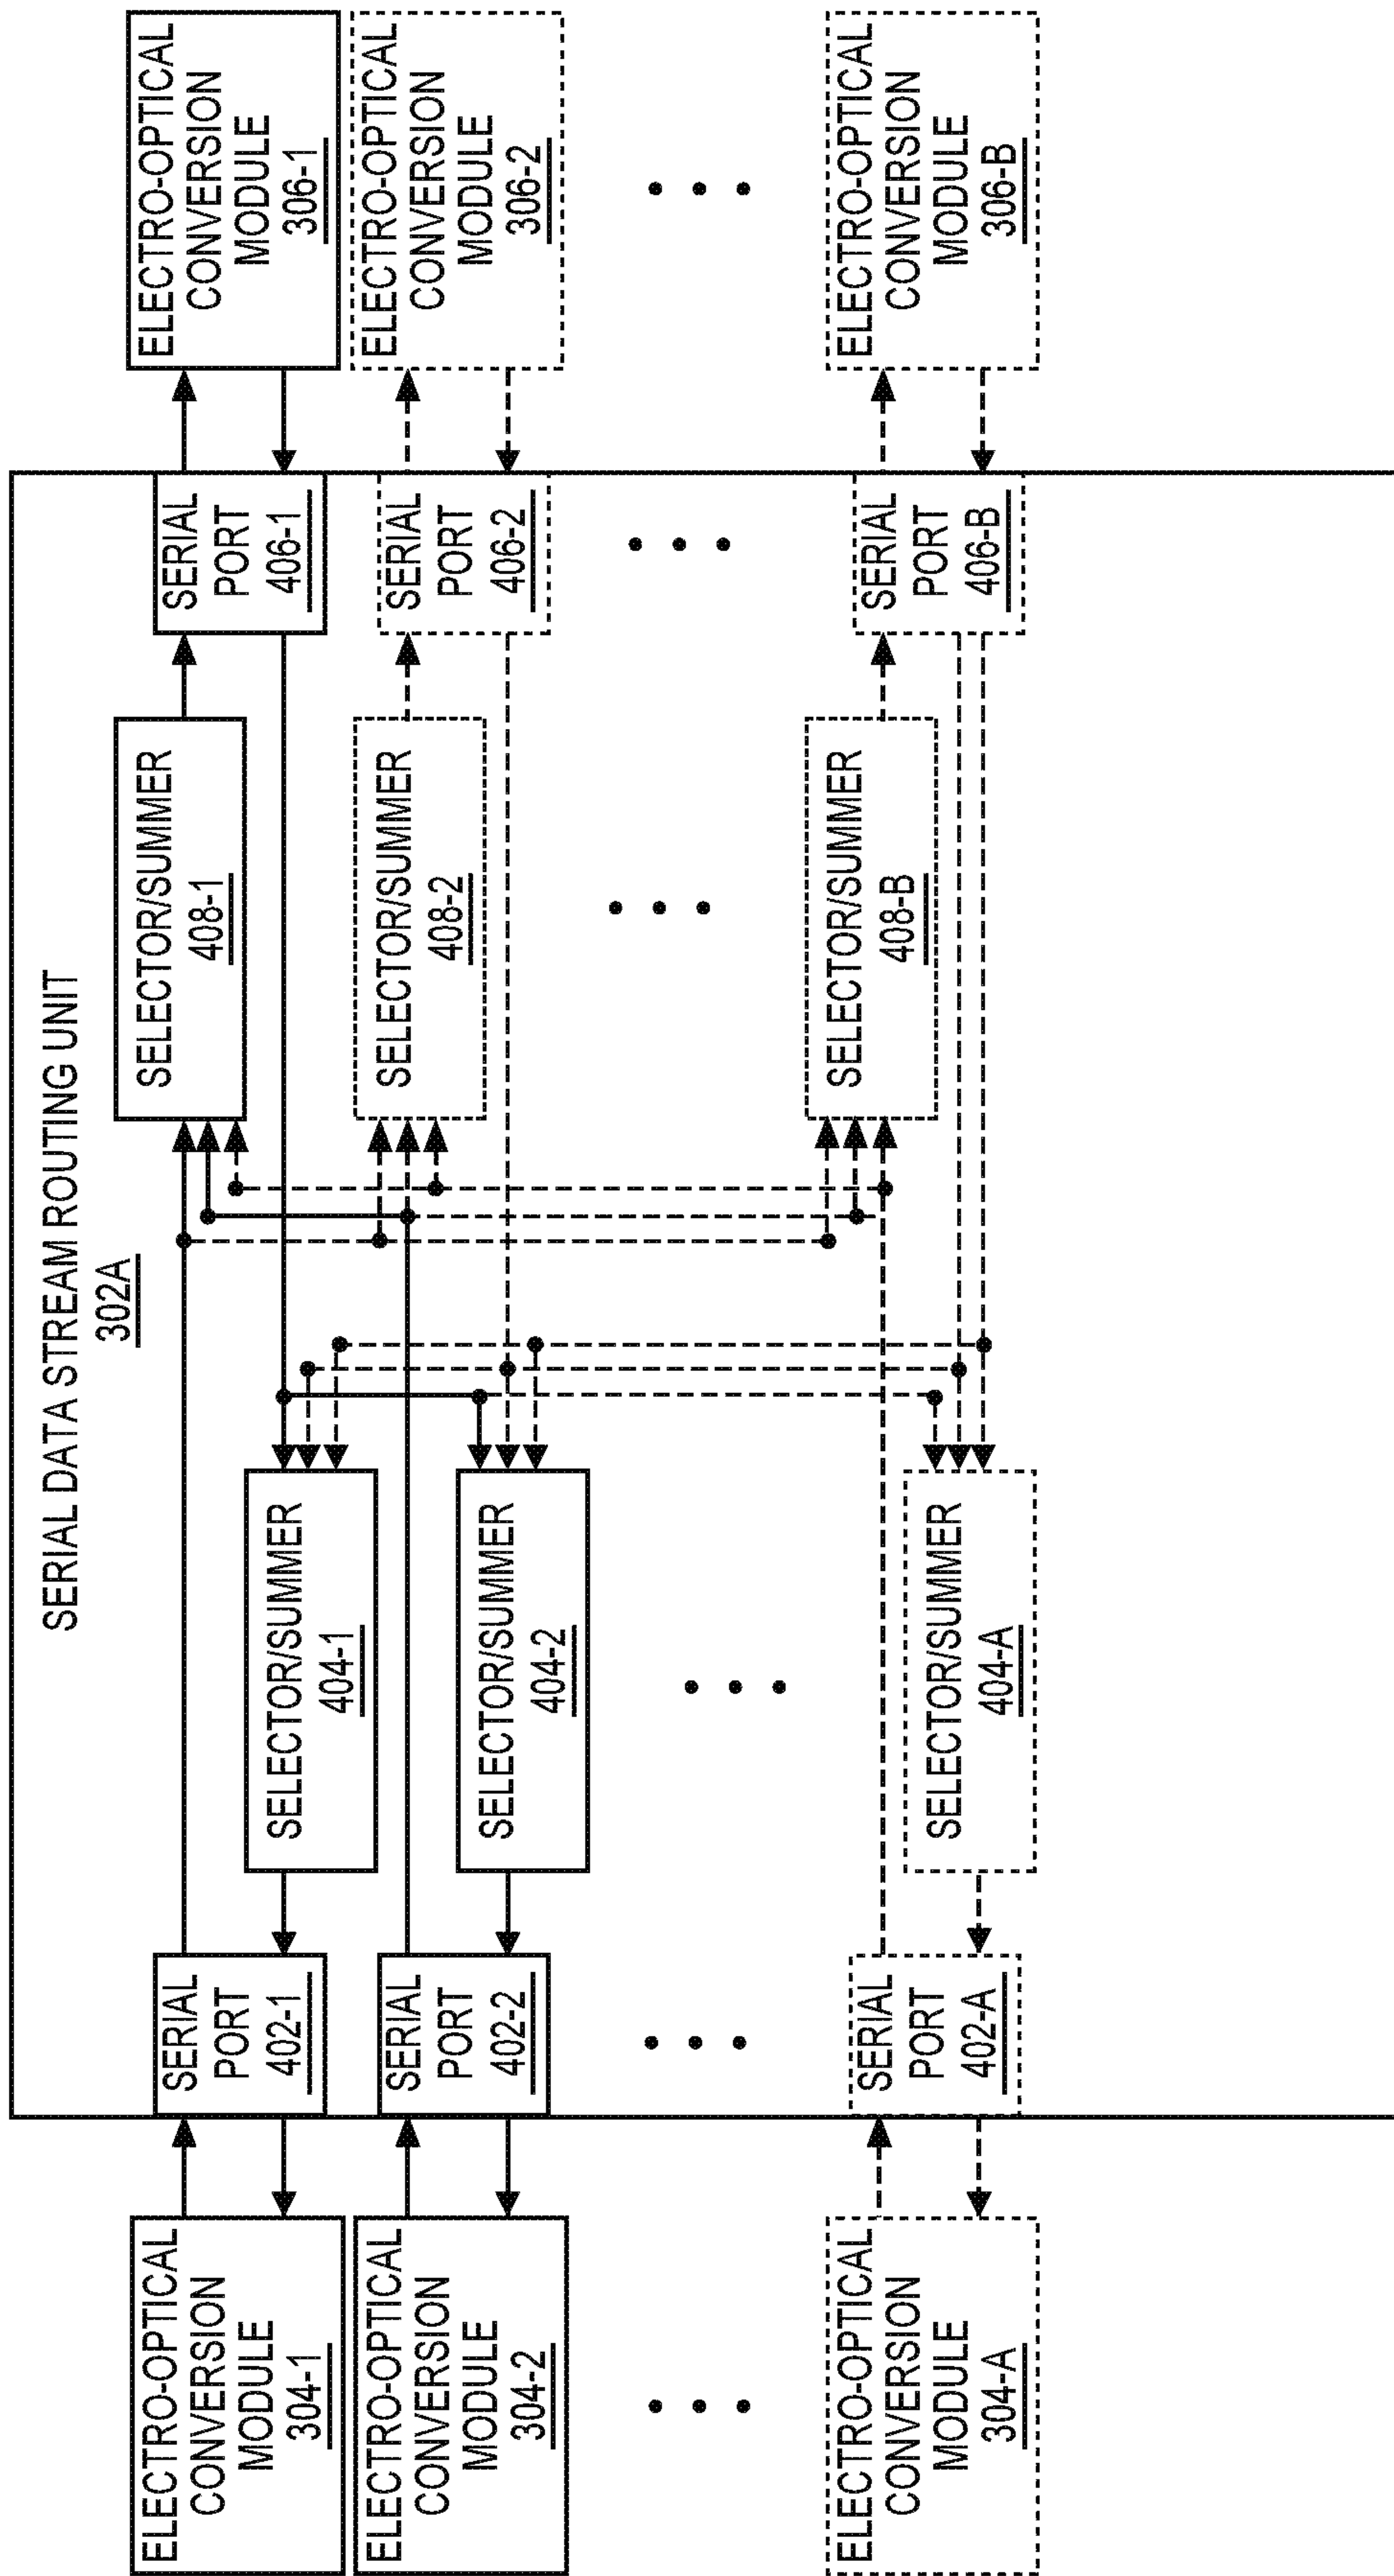 SERIAL DATA STREAM ROUTING UNIT
302A
ELECTRO-OPTICAL
CONVERSION
MODULE
304-1
SERIAL
PORT
402-1
SELECTOR/SUMMER
404-1
SELECTOR/SUMMER
408-1
SERIAL
PORT
406-1
ELECTRO-OPTICAL
CONVERSION
MODULE
306-1
ELECTRO-OPTICAL
CONVERSION
MODULE
304-2
SERIAL
PORT
402-2
SELECTOR/SUMMER
404-2
SELECTOR/SUMMER
408-2
SERIAL
PORT
406-2
ELECTRO-OPTICAL
CONVERSION
MODULE
306-2
ELECTRO-OPTICAL
CONVERSION
MODULE
304-A
SERIAL
PORT
402-A
SELECTOR/SUMMER
404-A
SELECTOR/SUMMER
408-B
SERIAL
PORT
406-B
ELECTRO-OPTICAL
CONVERSION
MODULE
306-B